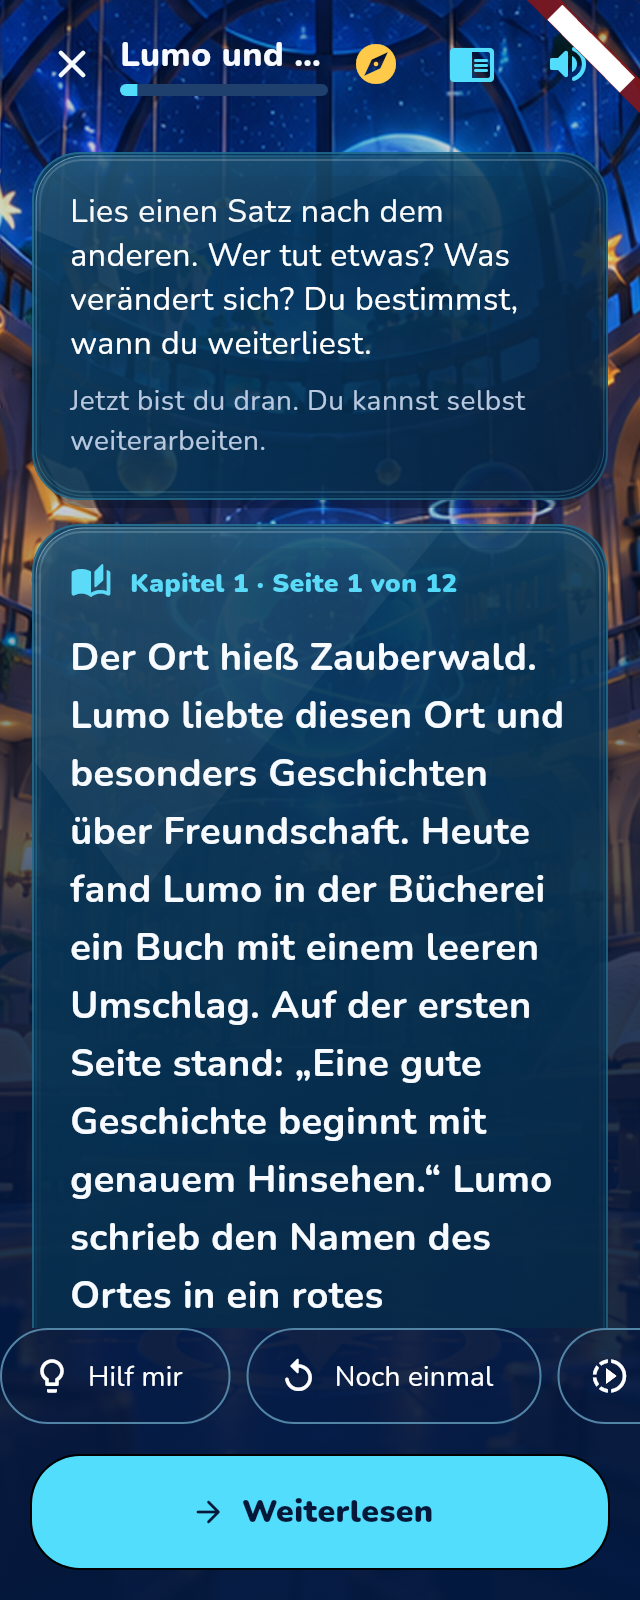 Lumo und ...
Lies einen Satz nach dem
anderen. Wer tut etwas? Was
verändert sich? Du bestimmst,
wann du weiterliest.
Jetzt bist du dran. Du kannst selbst
weiterarbeiten.
Kapitel 1 · Seite 1 von 12
Der Ort hieß Zauberwald.
Lumo liebte diesen Ort und
besonders Geschichten
über Freundschaft. Heute
fand Lumo in der Bücherei
ein Buch mit einem leeren
Umschlag. Auf der ersten
Seite stand: „Eine gute
Geschichte beginnt mit
genauem Hinsehen.“ Lumo
schrieb den Namen des
Ortes in ein rotes
Hilf mir
Noch einmal
Weiterlesen